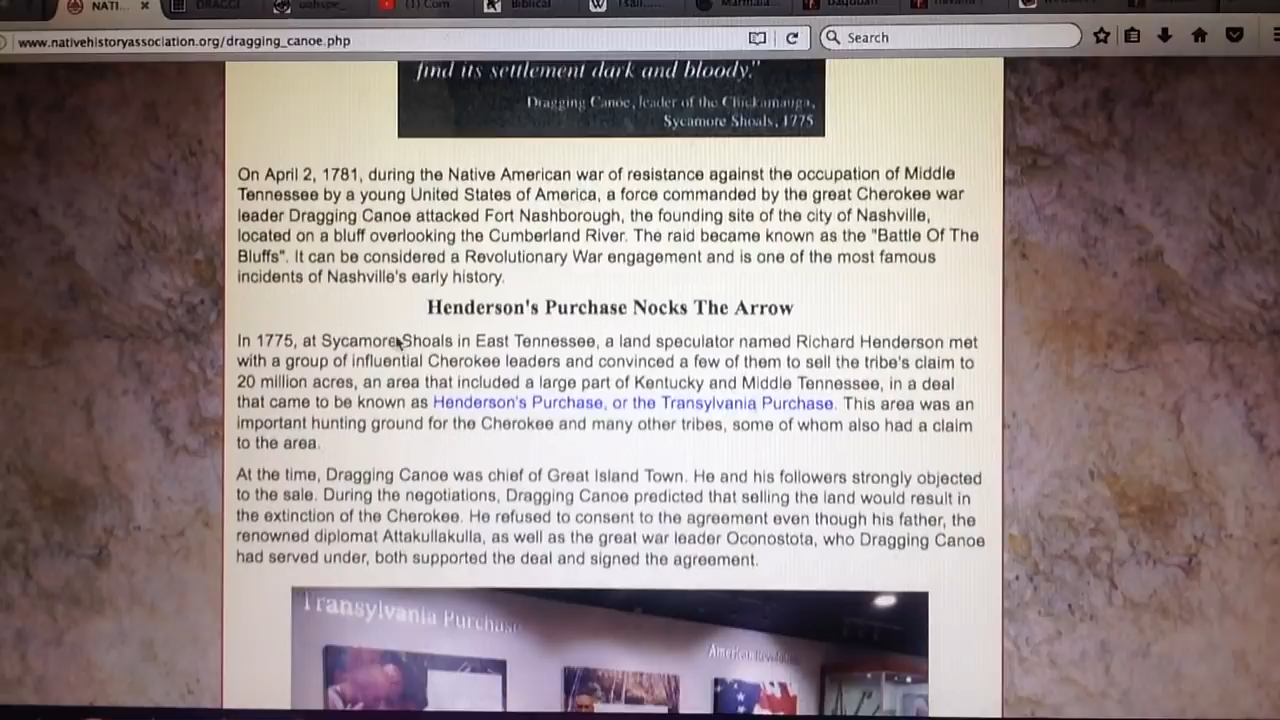 NATI...
DRAGGI
(1) Com
Biblical
www.nativehistoryassociation.org/dragging_canoe.php
Search
find its settlement dark and bloody."
Dragging Canoe, leader of the Chickamauga,
Sycamore Shoals, 1775
On April 2, 1781, during the Native American war of resistance against the occupation of Middle
Tennessee by a young United States of America, a force commanded by the great Cherokee war
leader Dragging Canoe attacked Fort Nashborough, the founding site of the city of Nashville,
located on a bluff overlooking the Cumberland River. The raid became known as the "Battle Of The
Bluffs". It can be considered a Revolutionary War engagement and is one of the most famous
incidents of Nashville's early history.
Henderson's Purchase Nocks The Arrow
In 1775, at Sycamore Shoals in East Tennessee, a land speculator named Richard Henderson met
with a group of influential Cherokee leaders and convinced a few of them to sell the tribe's claim to
20 million acres, an area that included a large part of Kentucky and Middle Tennessee, in a deal
that came to be known as Henderson's Purchase, or the Transylvania Purchase. This area was an
important hunting ground for the Cherokee and many other tribes, some of whom also had a claim
to the area.
At the time, Dragging Canoe was chief of Great Island Town. He and his followers strongly objected
to the sale. During the negotiations, Dragging Canoe predicted that selling the land would result in
the extinction of the Cherokee. He refused to consent to the agreement even though his father, the
renowned diplomat Attakullakulla, as well as the great war leader Oconostota, who Dragging Canoe
had served under, both supported the deal and signed the agreement.
Transylvania Purchase
American